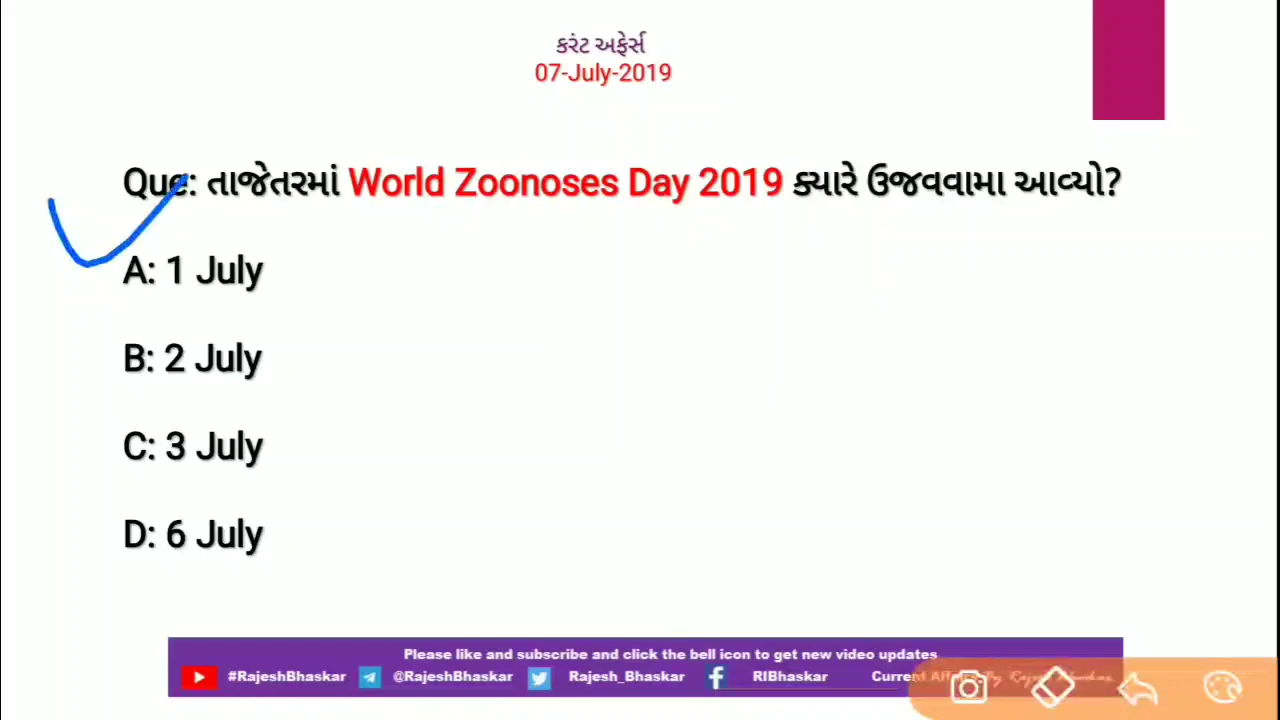 કરંટ અફેર્સ
07-July-2019
Que: તાજેતરમાં World Zoonoses Day 2019 ક્યારે ઉજવવામા આવ્યો?
A: 1 July
B: 2 July
C: 3 July
D: 6 July
Please like and subscribe and click the bell icon to get new video updates
#RajeshBhaskar @RajeshBhaskar Rajesh_Bhaskar RIBhaskar Current